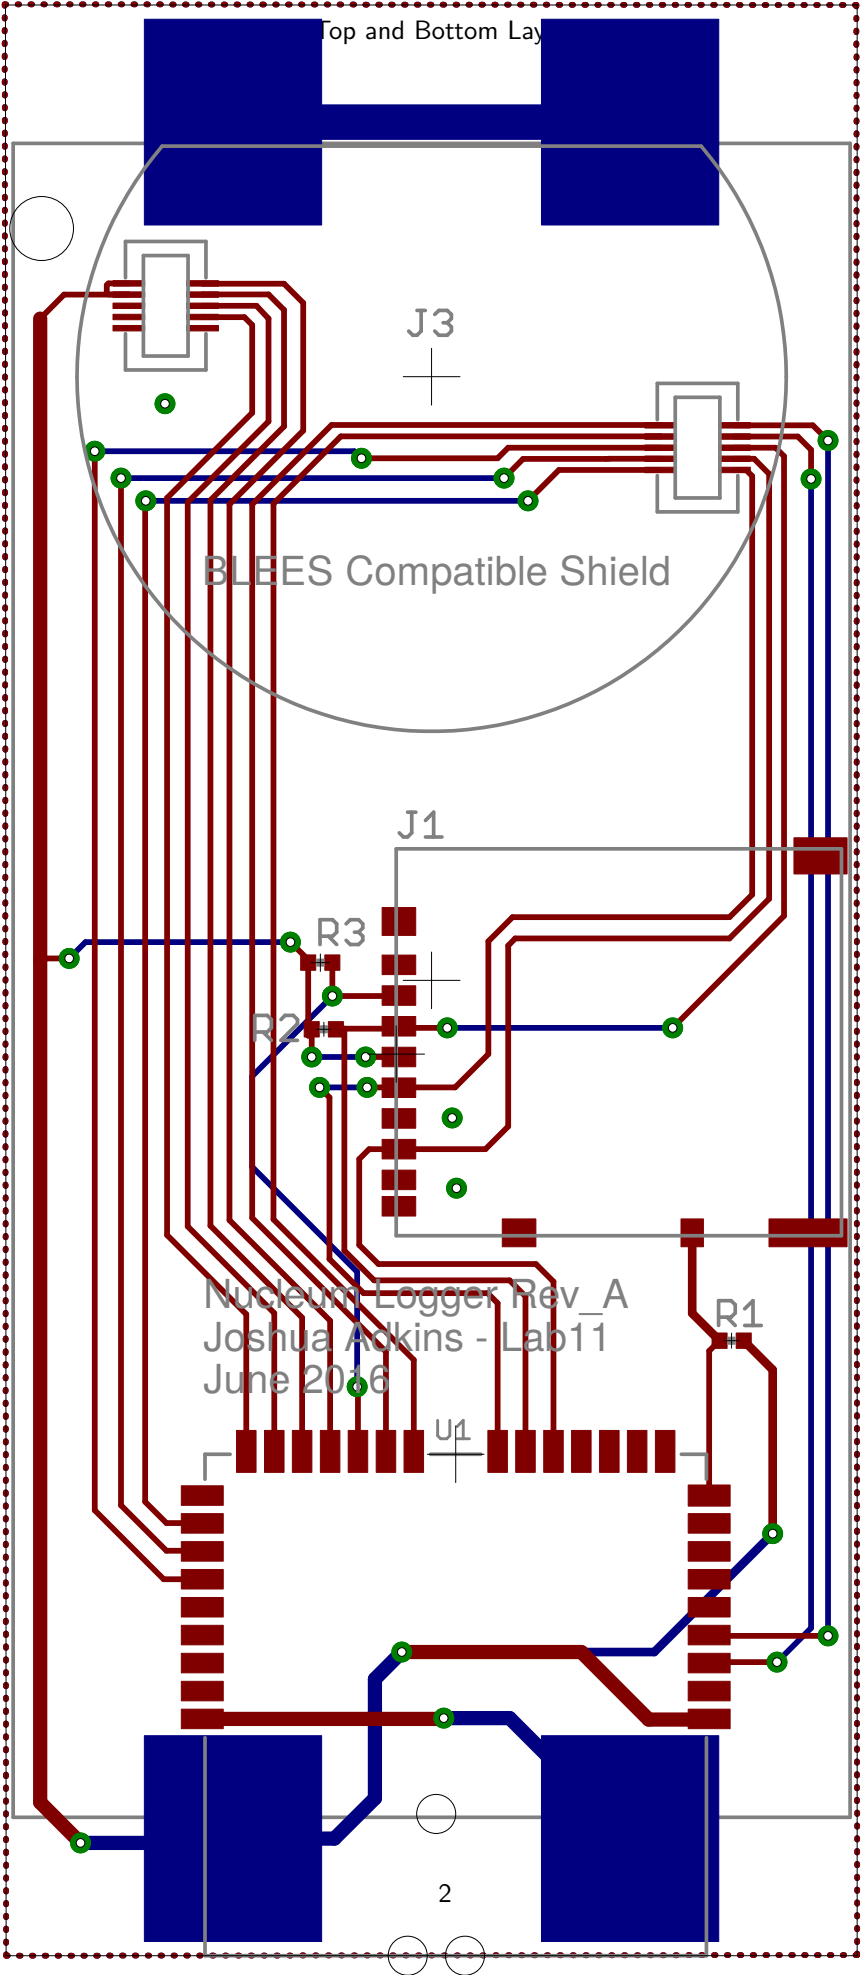 Top and Bottom Lay
J3
BLEES Compatible Shield
J1
R3
R2
Nucleum Logger Rev_A
R1
Joshua Adkins - Lab11
June 2016
U1
2